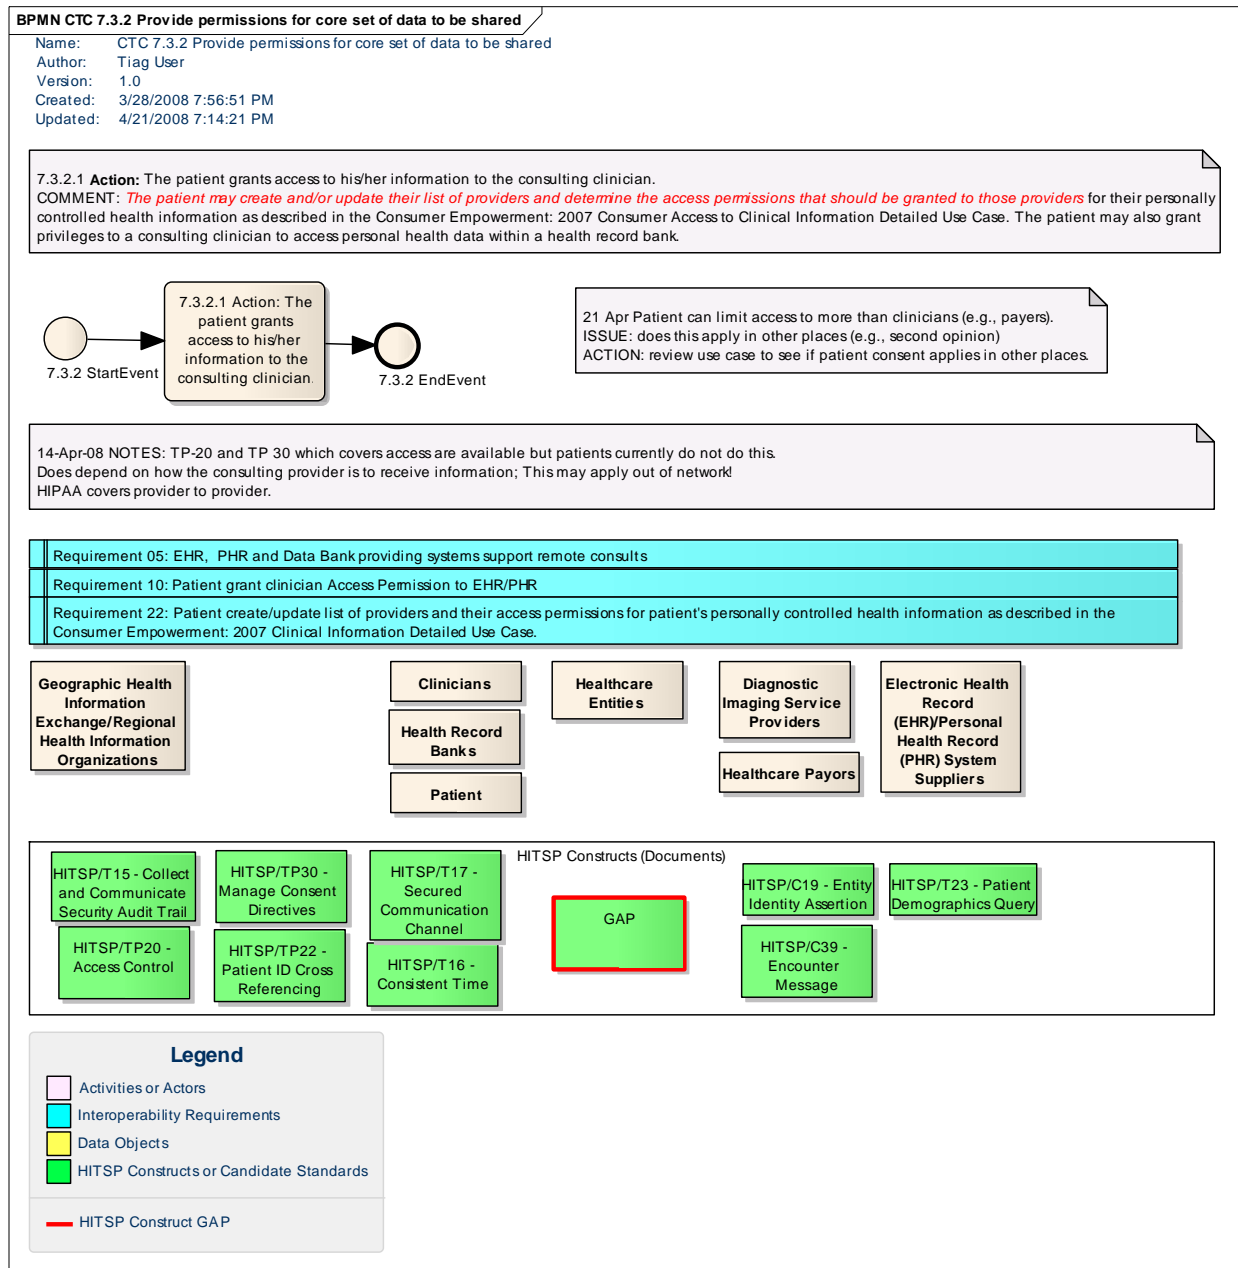 BPMN CTC 7.3.2 Provide permissions for core set of data to be shared
Name: CTC 7.3.2 Provide permissions for core set of data to be shared
Author: Tiag User
Version: 1.0
Created: 3/28/2008 7:56:51 PM
Updated: 4/21/2008 7:14:21 PM
7.3.2.1 Action: The patient grants access to his/her information to the consulting clinician.
COMMENT: The patient may create and/or update their list of providers and determine the access permissions that should be granted to those providers for their personally
controlled health information as described in the Consumer Empowerment: 2007 Consumer Access to Clinical Information Detailed Use Case. The patient may also grant
privileges to a consulting clinician to access personal health data within a health record bank.
7.3.2 StartEvent
7.3.2.1 Action: The
patient grants
access to his/her
information to the
consulting clinician.
7.3.2 EndEvent
21 Apr Patient can limit access to more than clinicians (e.g., payers).
ISSUE: does this apply in other places (e.g., second opinion)
ACTION: review use case to see if patient consent applies in other places.
14-Apr-08 NOTES: TP-20 and TP 30 which covers access are available but patients currently do not do this.
Does depend on how the consulting provider is to receive information; This may apply out of network!
HIPAA covers provider to provider.
Requirement 05: EHR, PHR and Data Bank providing systems support remote consults
Requirement 10: Patient grant clinician Access Permission to EHR/PHR
Requirement 22: Patient create/update list of providers and their access permissions for patient's personally controlled health information as described in the
Consumer Empowerment: 2007 Clinical Information Detailed Use Case.
Geographic Health
Information
Exchange/Regional
Health Information
Organizations
Clinicians
Health Record
Banks
Patient
Healthcare
Entities
Diagnostic
Imaging Service
Providers
Healthcare Payors
Electronic Health
Record
(EHR)/Personal
Health Record
(PHR) System
Suppliers
HITSP Constructs (Documents)
HITSP/T15 - Collect
and Communicate
Security Audit Trail
HITSP/TP20 -
Access Control
HITSP/TP30 -
Manage Consent
Directives
HITSP/TP22 -
Patient ID Cross
Referencing
HITSP/T17 -
Secured
Communication
Channel
HITSP/T16 -
Consistent Time
GAP
HITSP/C19 - Entity
Identity Assertion
HITSP/C39 -
Encounter
Message
HITSP/T23 - Patient
Demographics Query
Legend
Activities or Actors
Interoperability Requirements
Data Objects
HITSP Constructs or Candidate Standards
HITSP Construct GAP